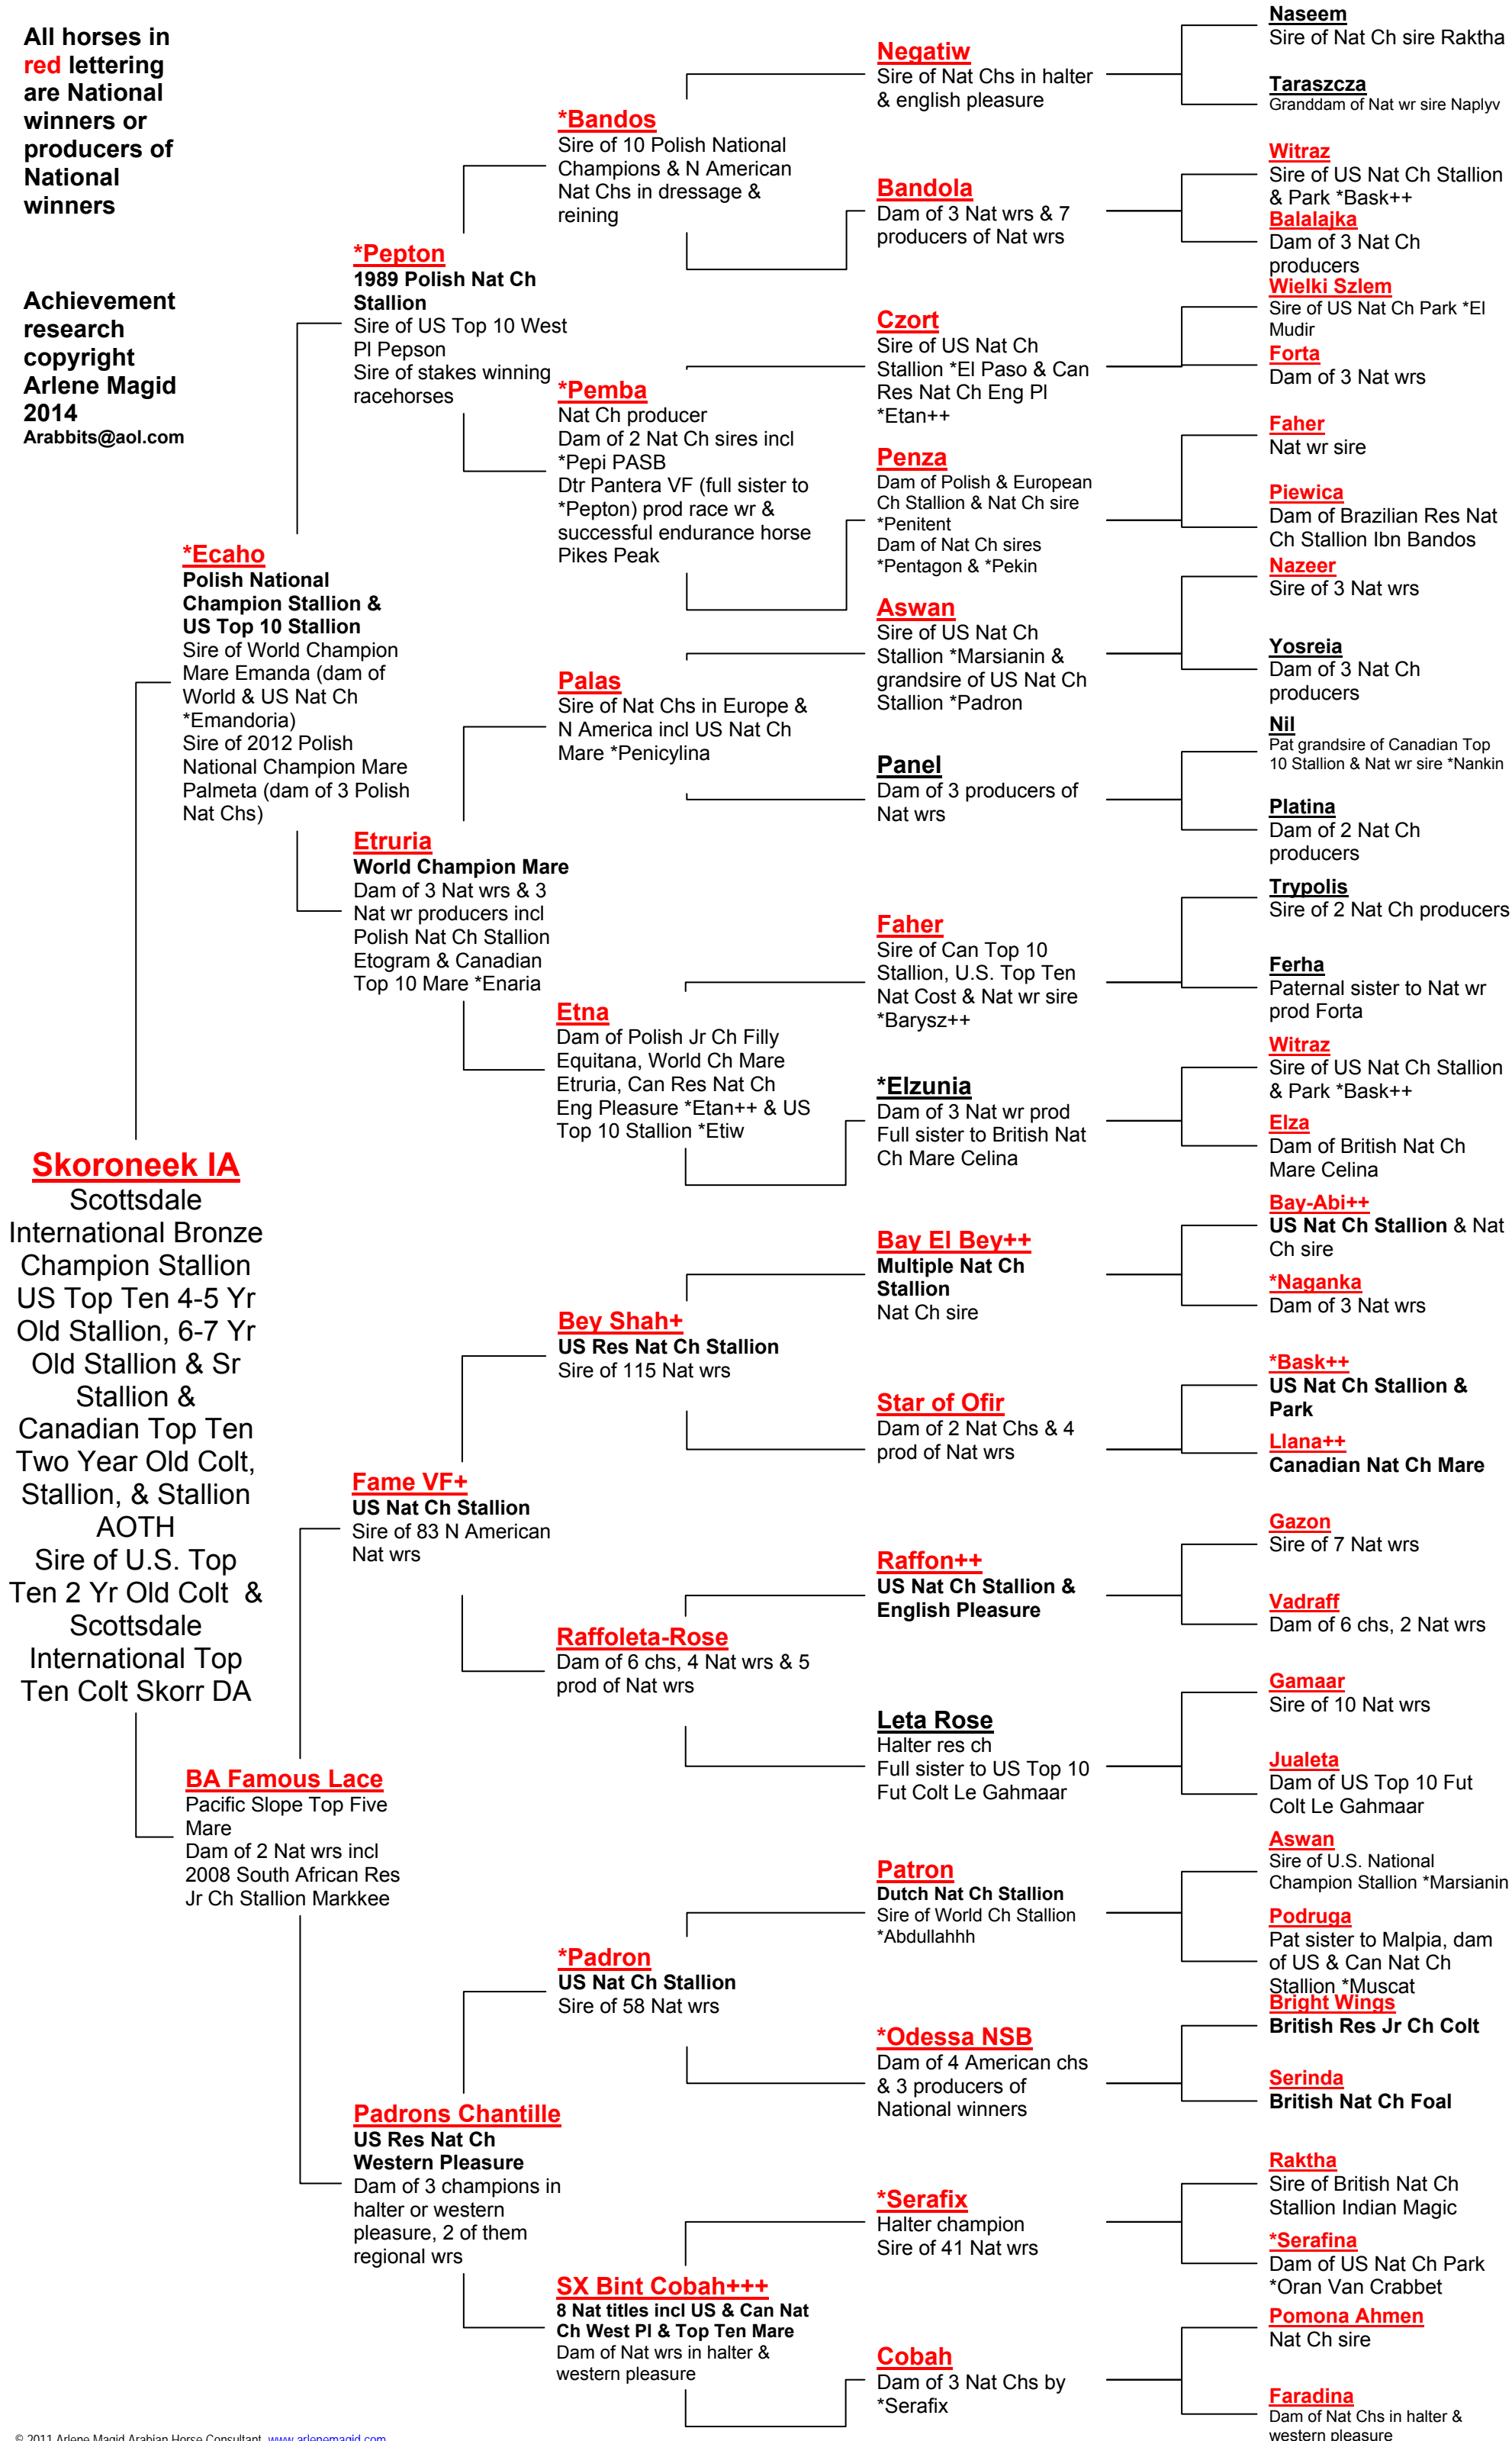 All horses in
red lettering
are National
winners or
producers of
National
winners
Achievement
research
copyright
Arlene Magid
2014
Arabbits@aol.com
Skoroneek IA
Scottsdale
International Bronze
Champion Stallion
US Top Ten 4-5 Yr
Old Stallion, 6-7 Yr
Old Stallion & Sr
Stallion &
Canadian Top Ten
Two Year Old Colt,
Stallion, & Stallion
AOTH
Sire of U.S. Top
Ten 2 Yr Old Colt &
Scottsdale
International Top
Ten Colt Skorr DA
*Ecaho
Polish National
Champion Stallion &
US Top 10 Stallion
Sire of World Champion
Mare Emanda (dam of
World & US Nat Ch
*Emandoria)
Sire of 2012 Polish
National Champion Mare
Palmeta (dam of 3 Polish
Nat Chs)
BA Famous Lace
Pacific Slope Top Five
Mare
Dam of 2 Nat wrs incl
2008 South African Res
Jr Ch Stallion Markkee
*Pepton
1989 Polish Nat Ch
Stallion
Sire of US Top 10 West
Pl Pepson
Sire of stakes winning
racehorses
Etruria
World Champion Mare
Dam of 3 Nat wrs & 3
Nat wr producers incl
Polish Nat Ch Stallion
Etogram & Canadian
Top 10 Mare *Enaria
Fame VF+
US Nat Ch Stallion
Sire of 83 N American
Nat wrs
Padrons Chantille
US Res Nat Ch
Western Pleasure
Dam of 3 champions in
halter or western
pleasure, 2 of them
regional wrs
*Bandos
Sire of 10 Polish National
Champions & N American
Nat Chs in dressage &
reining
*Pemba
Nat Ch producer
Dam of 2 Nat Ch sires incl
*Pepi PASB
Dtr Pantera VF (full sister to
*Pepton) prod race wr &
successful endurance horse
Pikes Peak
Palas
Sire of Nat Chs in Europe &
N America incl US Nat Ch
Mare *Penicylina
Etna
Dam of Polish Jr Ch Filly
Equitana, World Ch Mare
Etruria, Can Res Nat Ch
Eng Pleasure *Etan++ & US
Top 10 Stallion *Etiw
Bey Shah+
US Res Nat Ch Stallion
Sire of 115 Nat wrs
Raffoleta-Rose
Dam of 6 chs, 4 Nat wrs & 5
prod of Nat wrs
*Padron
US Nat Ch Stallion
Sire of 58 Nat wrs
SX Bint Cobah+++
8 Nat titles incl US & Can Nat
Ch West Pl & Top Ten Mare
Dam of Nat wrs in halter &
western pleasure
Negatiw
Sire of Nat Chs in halter
& english pleasure
Bandola
Dam of 3 Nat wrs & 7
producers of Nat wrs
Czort
Sire of US Nat Ch
Stallion *El Paso & Can
Res Nat Ch Eng Pl
*Etan++
Penza
Dam of Polish & European
Ch Stallion & Nat Ch sire
*Penitent
Dam of Nat Ch sires
*Pentagon & *Pekin
Aswan
Sire of US Nat Ch
Stallion *Marsianin &
grandsire of US Nat Ch
Stallion *Padron
Panel
Dam of 3 producers of
Nat wrs
Faher
Sire of Can Top 10
Stallion, U.S. Top Ten
Nat Cost & Nat wr sire
*Barysz++
*Elzunia
Dam of 3 Nat wr prod
Full sister to British Nat
Ch Mare Celina
Bay El Bey++
Multiple Nat Ch
Stallion
Nat Ch sire
Star of Ofir
Dam of 2 Nat Chs & 4
prod of Nat wrs
Raffon++
US Nat Ch Stallion &
English Pleasure
Leta Rose
Halter res ch
Full sister to US Top 10
Fut Colt Le Gahmaar
Patron
Dutch Nat Ch Stallion
Sire of World Ch Stallion
*Abdullahhh
*Odessa NSB
Dam of 4 American chs
& 3 producers of
National winners
*Serafix
Halter champion
Sire of 41 Nat wrs
Cobah
Dam of 3 Nat Chs by
*Serafix
Naseem
Sire of Nat Ch sire Raktha
Taraszcza
Granddam of Nat wr sire Naplyv
Witraz
Sire of US Nat Ch Stallion
& Park *Bask++
Balalajka
Dam of 3 Nat Ch
producers
Wielki Szlem
Sire of US Nat Ch Park *El
Mudir
Forta
Dam of 3 Nat wrs
Faher
Nat wr sire
Piewica
Dam of Brazilian Res Nat
Ch Stallion Ibn Bandos
Nazeer
Sire of 3 Nat wrs
Yosreia
Dam of 3 Nat Ch
producers
Nil
Pat grandsire of Canadian Top
10 Stallion & Nat wr sire *Nankin
Platina
Dam of 2 Nat Ch
producers
Trypolis
Sire of 2 Nat Ch producers
Ferha
Paternal sister to Nat wr
prod Forta
Witraz
Sire of US Nat Ch Stallion
& Park *Bask++
Elza
Dam of British Nat Ch
Mare Celina
Bay-Abi++
US Nat Ch Stallion & Nat
Ch sire
*Naganka
Dam of 3 Nat wrs
*Bask++
US Nat Ch Stallion &
Park
Llana++
Canadian Nat Ch Mare
Gazon
Sire of 7 Nat wrs
Vadraff
Dam of 6 chs, 2 Nat wrs
Gamaar
Sire of 10 Nat wrs
Jualeta
Dam of US Top 10 Fut
Colt Le Gahmaar
Aswan
Sire of U.S. National
Champion Stallion *Marsianin
Podruga
Pat sister to Malpia, dam
of US & Can Nat Ch
Stallion *Muscat
Bright Wings
British Res Jr Ch Colt
Serinda
British Nat Ch Foal
Raktha
Sire of British Nat Ch
Stallion Indian Magic
*Serafina
Dam of US Nat Ch Park
*Oran Van Crabbet
Pomona Ahmen
Nat Ch sire
Faradina
Dam of Nat Chs in halter &
western pleasure
© 2011 Arlene Magid Arabian Horse Consultant www.arlenemagid.com